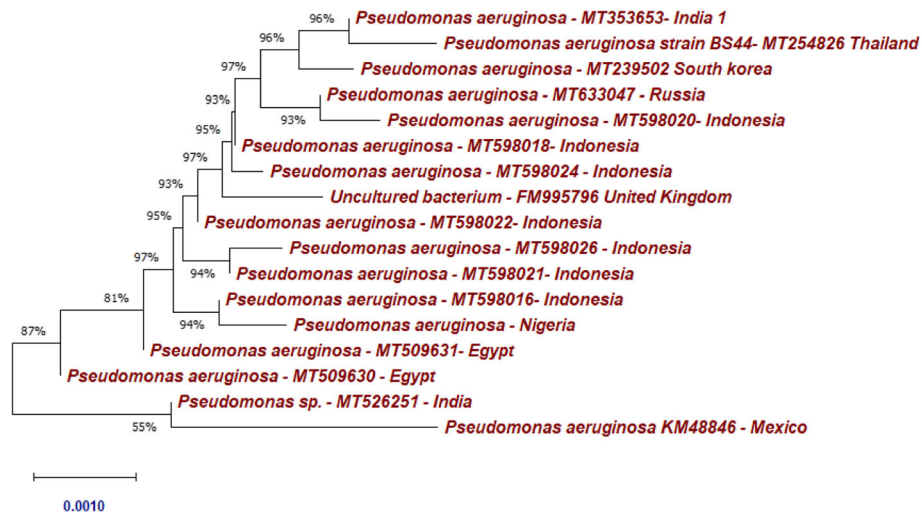 96%
Pseudomonas aeruginosa - MT353653- India 1
96%
Pseudomonas aeruginosa strain BS44- MT254826 Thailand
97%
Pseudomonas aeruginosa - MT239502 South korea
93%
Pseudomonas aeruginosa - MT633047 - Russia
93%
Pseudomonas aeruginosa - MT598020- Indonesia
95%
Pseudomonas aeruginosa - MT598018- Indonesia
97%
Pseudomonas aeruginosa - MT598024 - Indonesia
93%
Uncultured bacterium - FM995796 United Kingdom
95%
Pseudomonas aeruginosa - MT598022- Indonesia
Pseudomonas aeruginosa - MT598026 - Indonesia
97%
94%
Pseudomonas aeruginosa - MT598021- Indonesia
81%
Pseudomonas aeruginosa - MT598016- Indonesia
87%
94%
Pseudomonas aeruginosa - Nigeria
Pseudomonas aeruginosa - MT509631- Egypt
Pseudomonas aeruginosa - MT509630 - Egypt
Pseudomonas sp. - MT526251 - India
55%
Pseudomonas aeruginosa KM48846 - Mexico
0.0010